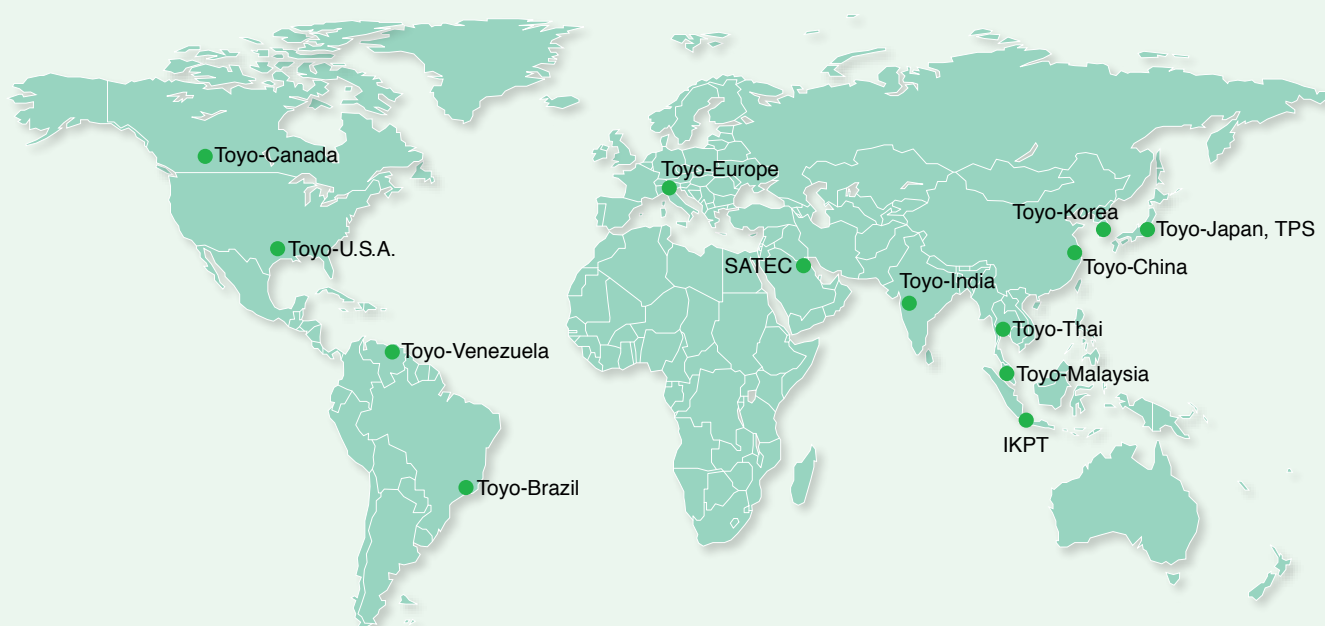 Toyo-Canada
Toyo-Europe
Toyo-Korea
Toyo-Japan, TPS
Toyo-U.S.A.
SATEC
Toyo-China
Toyo-India
Toyo-Thai
Toyo-Venezuela
Toyo-Malaysia
IKPT
Toyo-Brazil